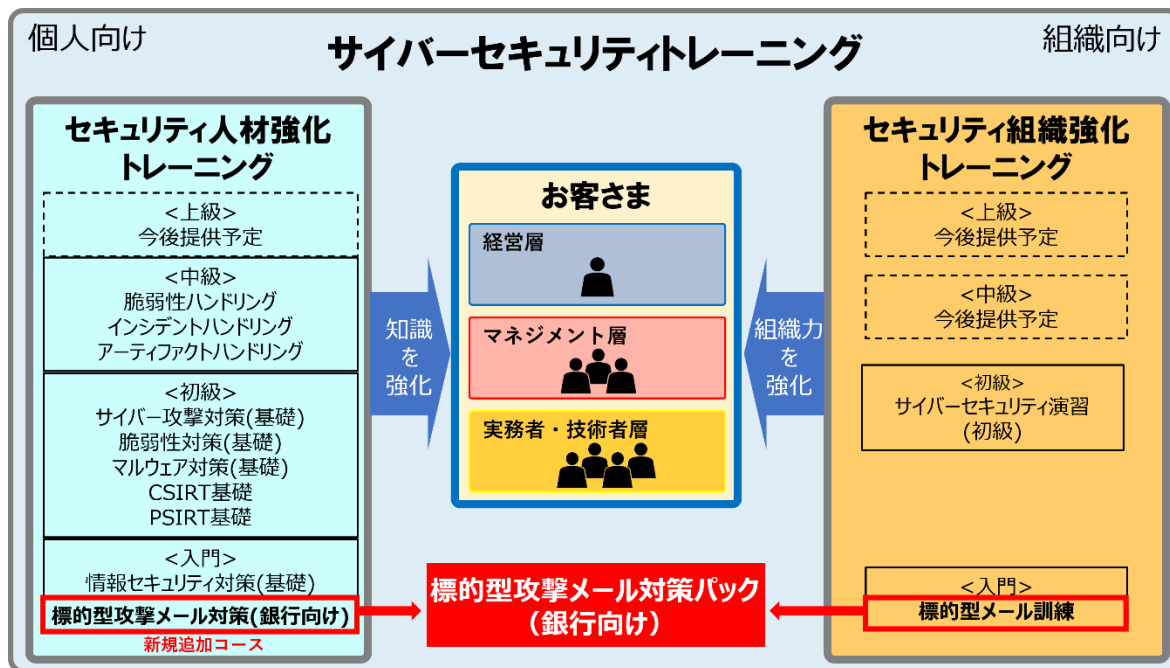 個人向け
サイバーセキュリティトレーニング
組織向け
セキュリティ人材強化
トレーニング
<上級>
今後提供予定
<中級>
脆弱性ハンドリング
インシデントハンドリング
アーティファクトハンドリング
<初級>
サイバー攻撃対策(基礎)
脆弱性対策(基礎)
マルウェア対策(基礎)
CSIRT基礎
PSIRT基礎
<入門>
情報セキュリティ対策(基礎)
標的型攻撃メール対策(銀行向け)
新規追加コース
知識
を
強化
お客さま
経営層
マネジメント層
実務者・技術者層
標的型攻撃メール対策パック
（銀行向け）
組織力
を
強化
セキュリティ組織強化
トレーニング
<上級>
今後提供予定
<中級>
今後提供予定
<初級>
サイバーセキュリティ演習
(初級)
<入門>
標的型メール訓練